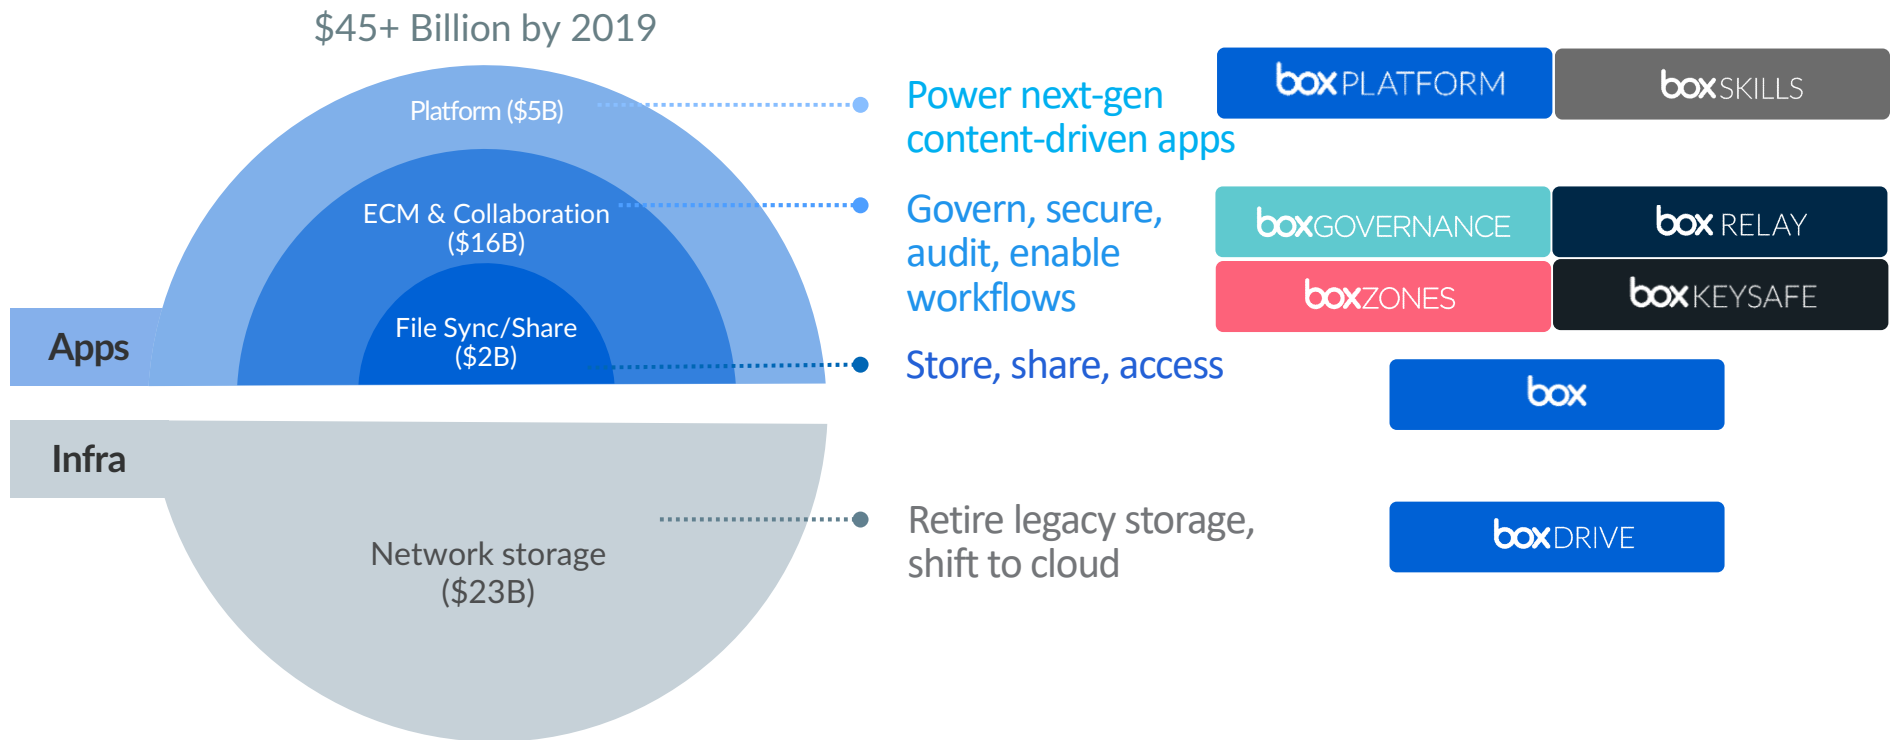 $45+ Billion by 2019
Platform ($5B)
ECM & Collaboration
($16B)
File Sync/Share
($2B)
Apps
Infra
Network storage
($23B)
Power next-gen
content-driven apps
box PLATFORM
box SKILLS
Govern, secure,
audit, enable
workflows
box GOVERNANCE
box RELAY
box ZONES
box KEYSAFE
Store, share, access
box
Retire legacy storage,
shift to cloud
box DRIVE